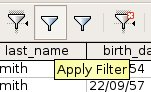 last_name birth_da
mith 54
Apply Filter
mith 22/09/57